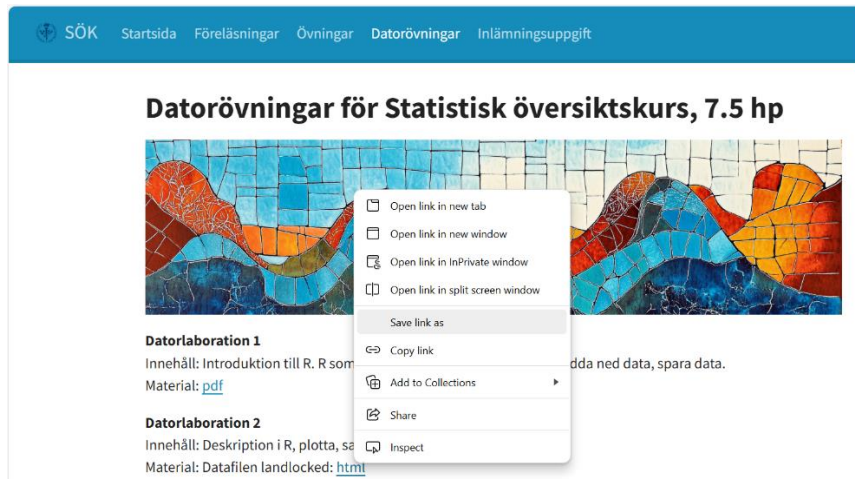 SÖK Startsida Föreläsningar Övningar Datorövningar Inlämningsuppgift
Datorövningar för Statistisk översiktskurs, 7.5 hp
Open link in new tab
Open link in new window
Open link in InPrivate window
Open link in split screen window
Save link as
Copy link
Add to Collections
Share
Inspect
Datorlaboration 1
Innehåll: Introduktion till R. R som dda ned data, spara data.
Material: pdf
Datorlaboration 2
Innehåll: Deskription i R, plotta, sa
Material: Datafilen landlocked: html